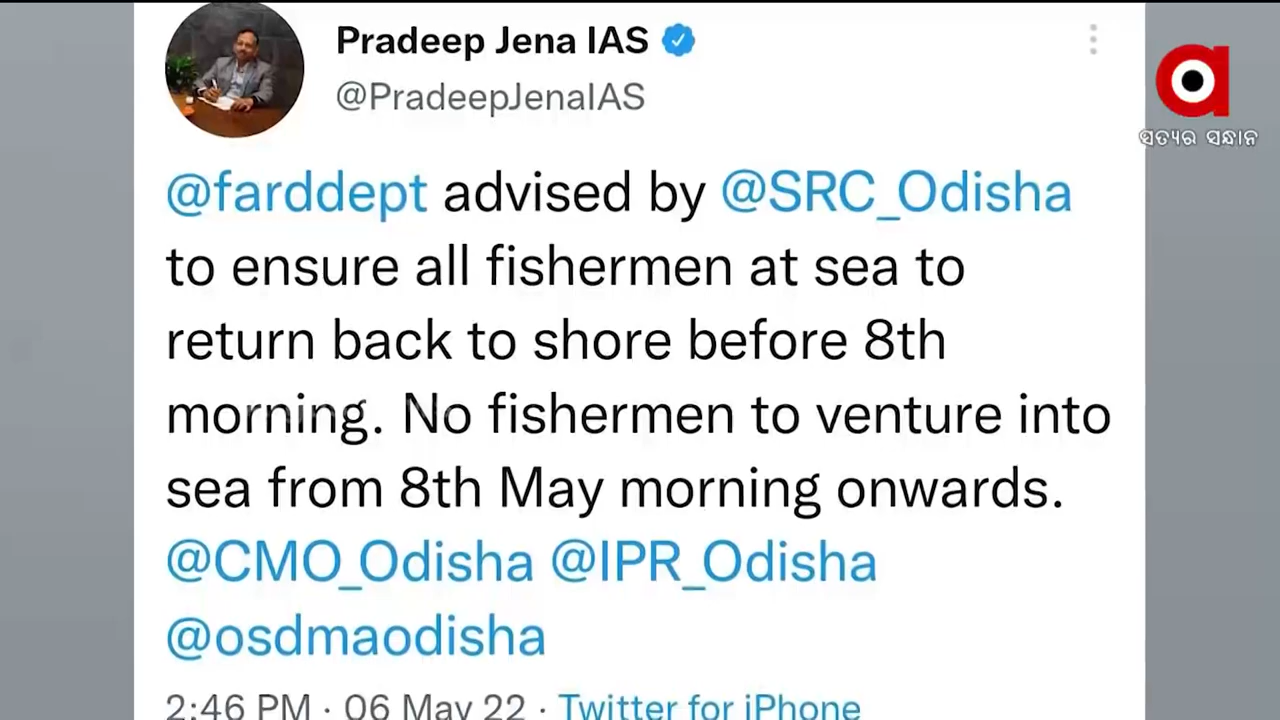 Pradeep Jena IAS
@PradeepJenaIAS
ସତ୍ୟର ସନ୍ଧାନ
@farddept advised by @SRC_Odisha
to ensure all fishermen at sea to
return back to shore before 8th
morning. No fishermen to venture into
sea from 8th May morning onwards.
@CMO_Odisha @IPR_Odisha
@osdmaodisha
2:46 PM · 06 May 22 · Twitter for iPhone